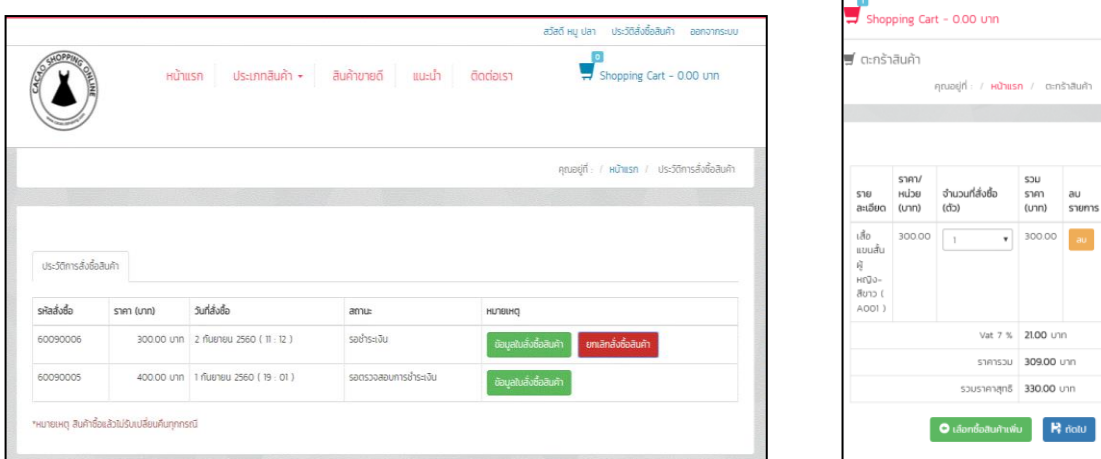 สวัสดี หมู ปลา ประวัติสั่งซื้อสินค้า ออกจากระบบ
CACAO SHOPPING ONLINE
หน้าแรก ประเภทสินค้า สินค้าขายดี แนะนำ ติดต่อเรา
0
Shopping Cart - 0.00 บาท
คุณอยู่ที่ : / หน้าแรก / ประวัติการสั่งซื้อสินค้า
ประวัติการสั่งซื้อสินค้า
รหัสสั่งซื้อ ราคา (บาท) วันที่สั่งซื้อ สถานะ หมายเหตุ
60090006 300.00 บาท 2 กันยายน 2560 ( 11 : 12 ) รอชำระเงิน ข้อมูลใบสั่งซื้อสินค้า ยกเลิกสั่งซื้อสินค้า
60090005 400.00 บาท 1 กันยายน 2560 ( 19 : 01 ) รอตรวจสอบการชำระเงิน ข้อมูลใบสั่งซื้อสินค้า
*หมายเหตุ สินค้าซื้อแล้วไม่รับเปลี่ยนคืนทุกกรณี
Shopping Cart - 0.00 บาท
ตะกร้าสินค้า
คุณอยู่ที่ : / หน้าแรก / ตะกร้าสินค้า
ราคา/ รวม
ราย หน่วย จำนวนที่สั่งซื้อ ราคา ลบ
ละเอียด (บาท) (ตัว) (บาท) รายการ
เสื้อ 300.00 1 300.00 ลบ
แขนสั้น
ผู้
หญิง-
สีขาว (
A001 )
Vat 7 % 21.00 บาท
ราคารวม 309.00 บาท
รวมราคาสุทธิ 330.00 บาท
เลือกซื้อสินค้าเพิ่ม ถัดไป